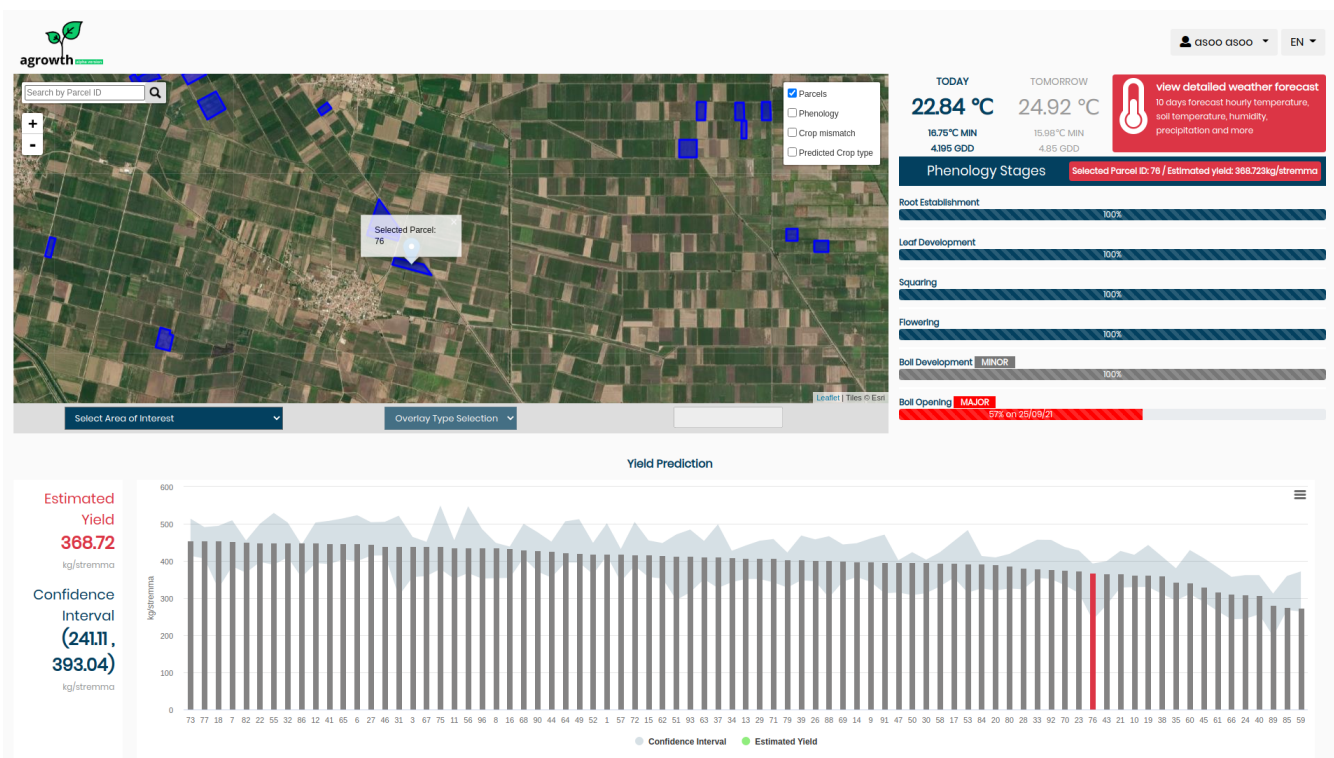 agrowth alpha version
asoo asoo
EN
Search by Parcel ID
+
-
Parcels
Phenology
Crop mismatch
Predicted Crop type
Selected Parcel:
76
Leaflet | Tiles © Esri
Select Area of Interest
Overlay Type Selection
TODAY
22.84 °C
16.75°C MIN
4.195 GDD
TOMORROW
24.92 °C
15.98°C MIN
4.85 GDD
view detailed weather forecast
10 days forecast hourly temperature,
soil temperature, humidity,
precipitation and more
Phenology Stages
Selected Parcel ID: 76 / Estimated yield: 368.723kg/stremma
Root Establishment
100%
Leaf Development
100%
Squaring
100%
Flowering
100%
Boll Development MINOR
100%
Boll Opening MAJOR
57% on 25/09/21
Yield Prediction
Estimated
Yield
368.72
kg/stremma
Confidence
Interval
(241.11 ,
393.04)
kg/stremma
kg/stremma
600
500
400
300
200
100
0
73 77 18 7 82 22 55 32 86 12 41 65 6 27 46 31 3 67 75 11 56 96 8 16 68 90 44 64 49 52 1 57 72 15 62 51 93 63 37 34 13 29 71 79 39 26 88 69 14 9 91 47 50 30 58 17 53 84 20 80 28 33 92 70 23 76 43 21 10 19 38 35 60 45 61 66 24 40 89 85 59
Confidence Interval
Estimated Yield